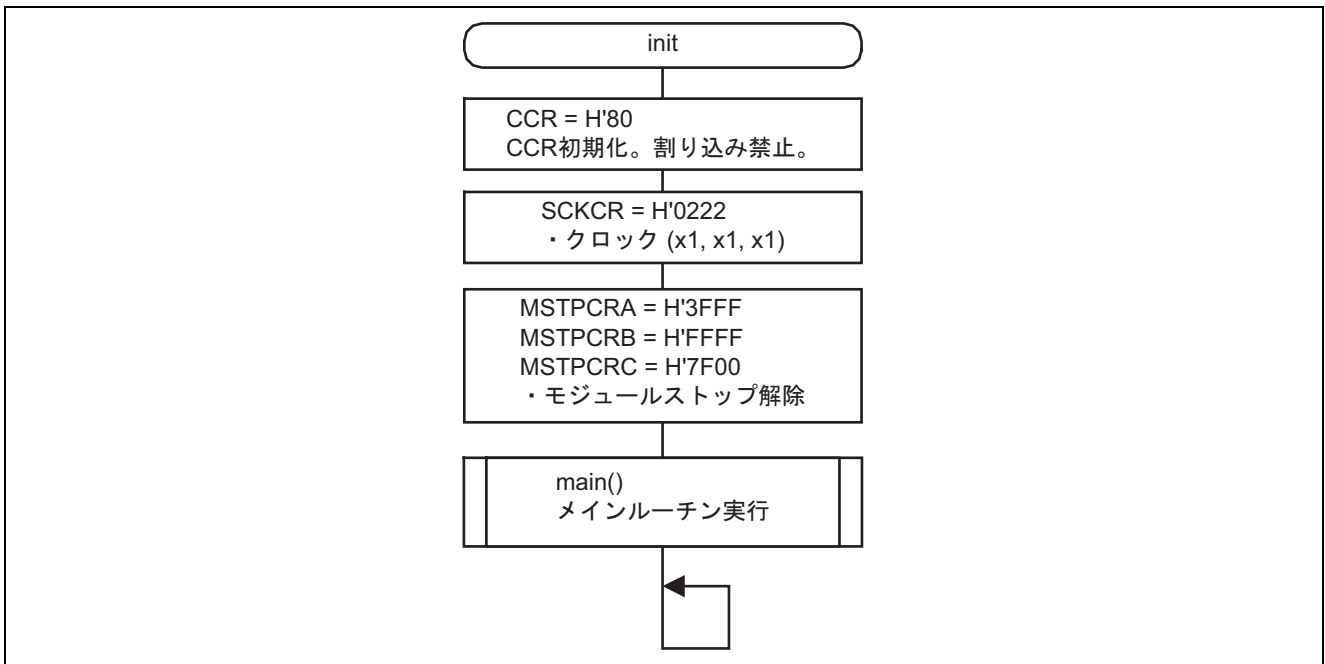 init
CCR = H'80
CCR初期化。割り込み禁止。
SCKCR = H'0222
・クロック (x1, x1, x1)
MSTPCRA = H'3FFF
MSTPCRB = H'FFFF
MSTPCRC = H'7F00
・モジュールストップ解除
main()
メインルーチン実行